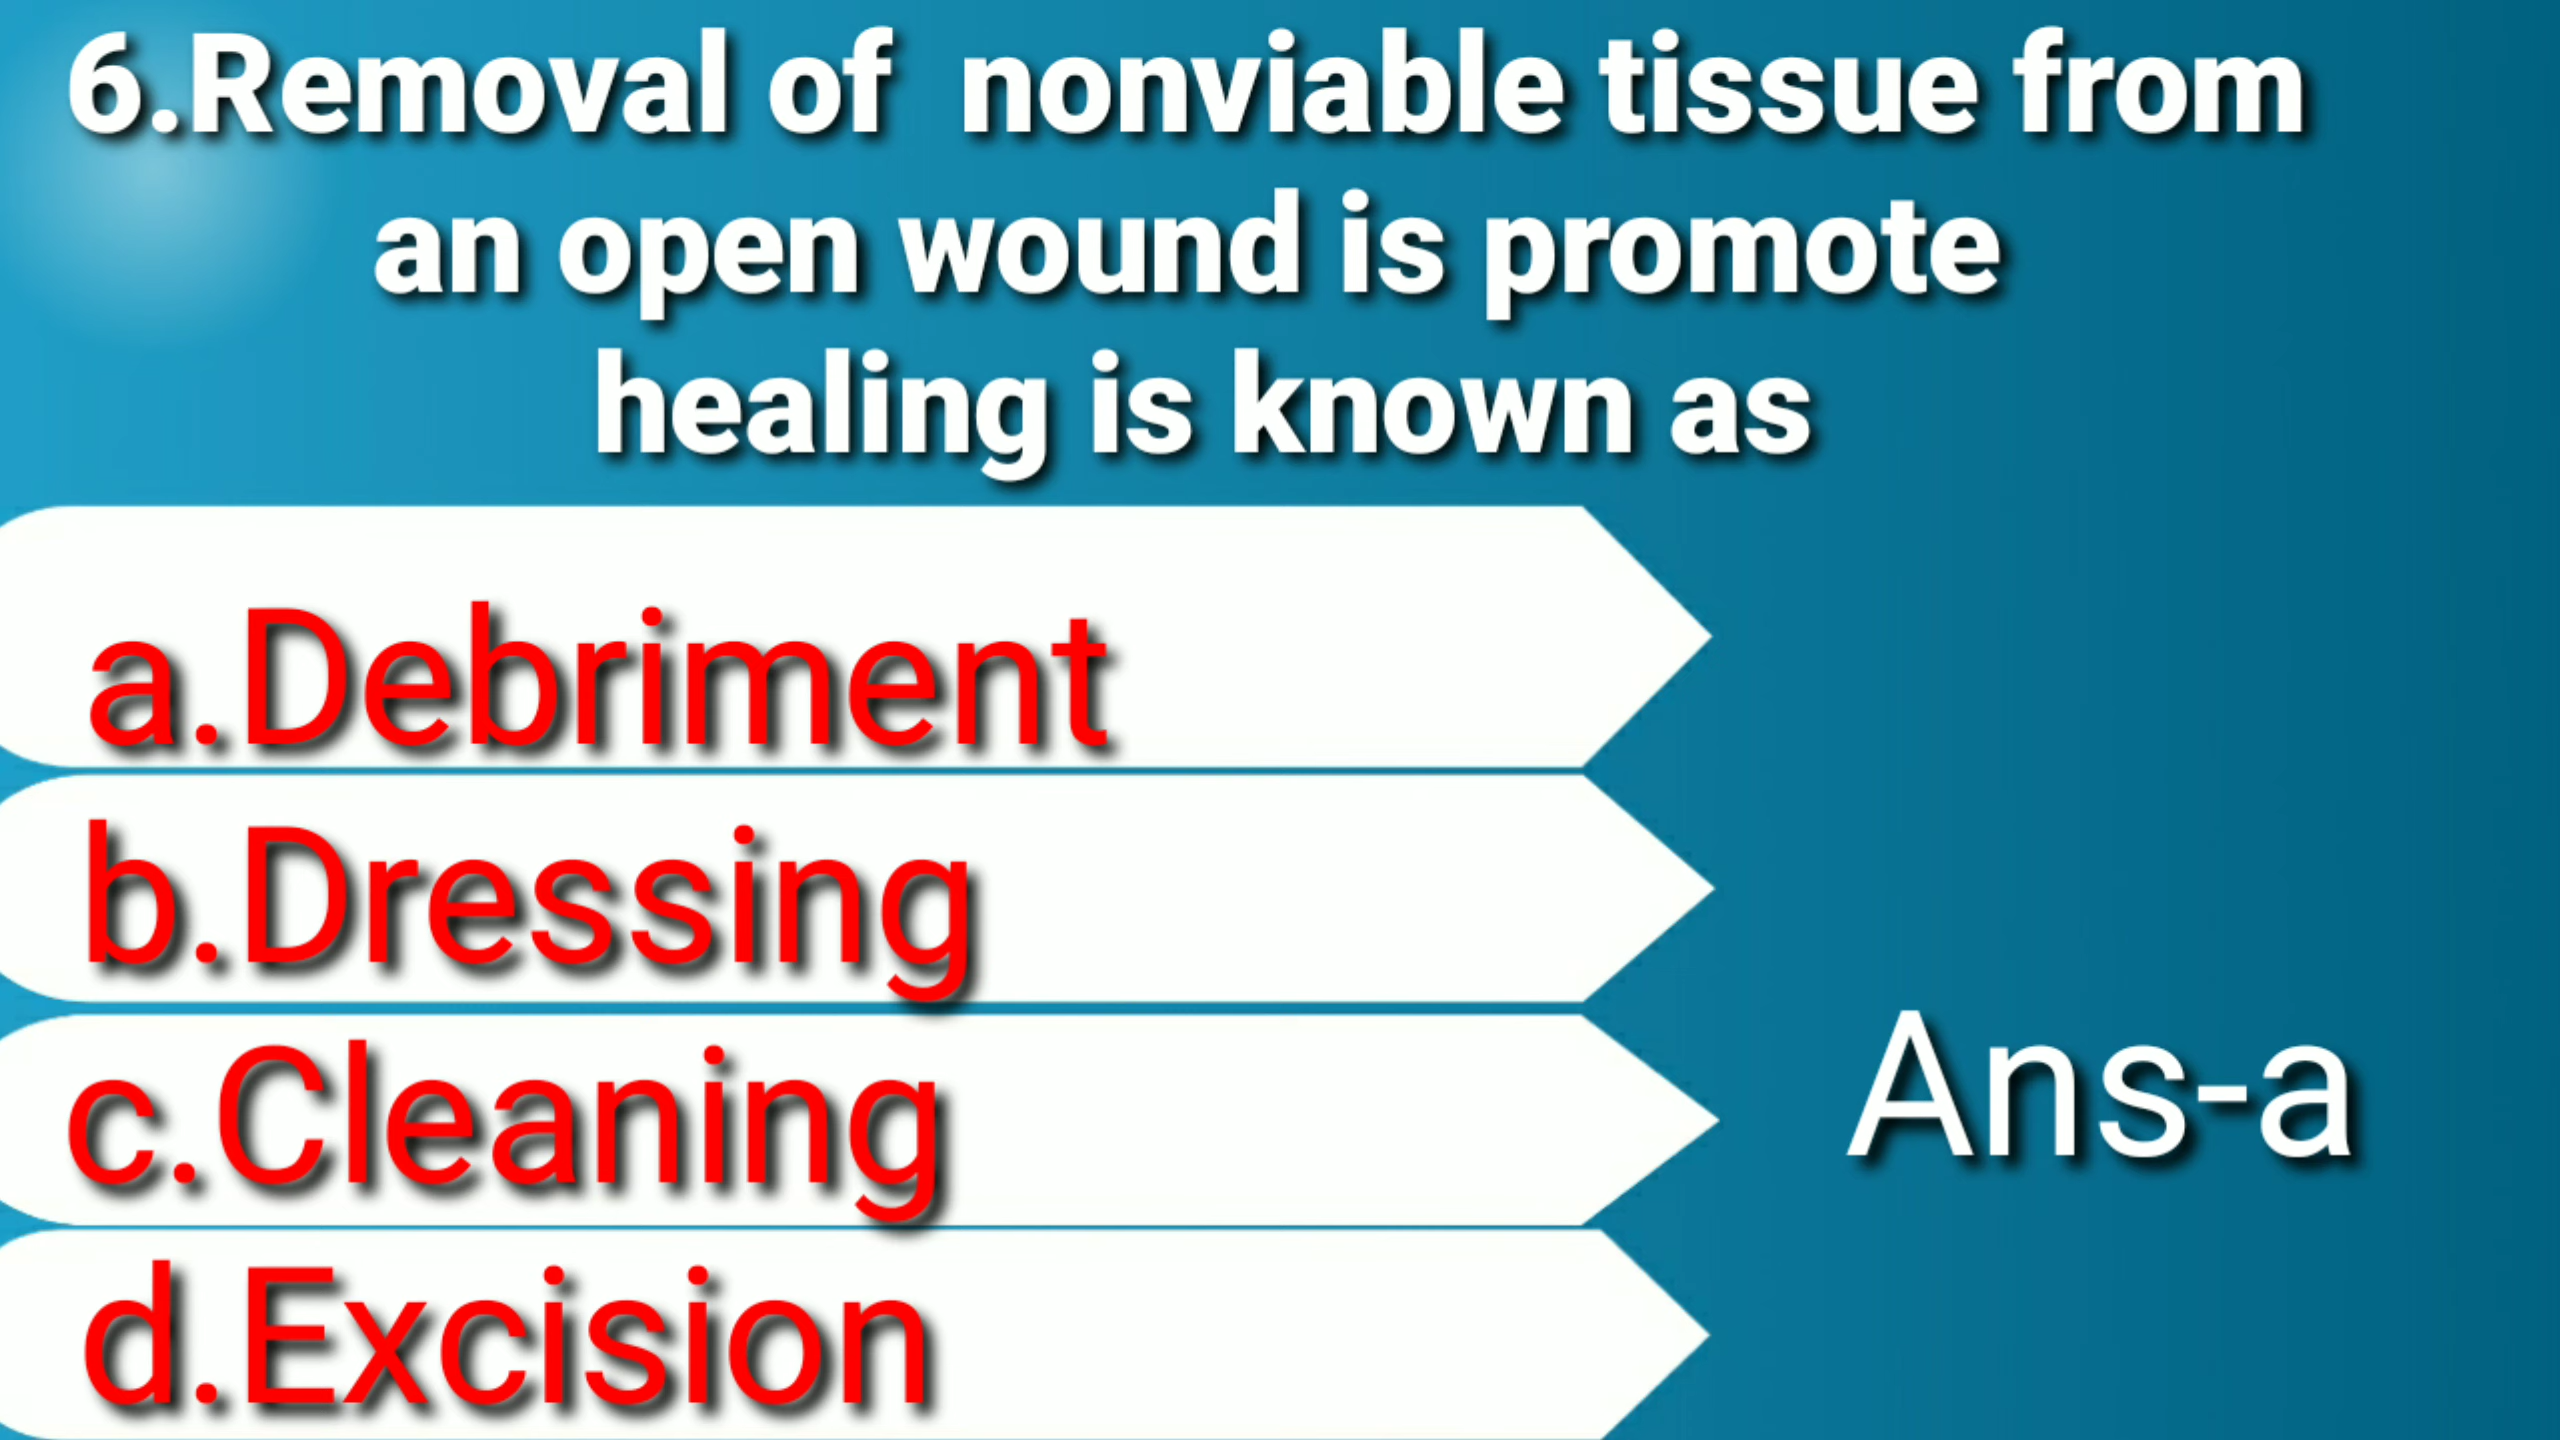 6.Removal of  nonviable tissue from
an open wound is promote
healing is known as
a.Debriment
b.Dressing
c.Cleaning
Ans-a
d.Excision